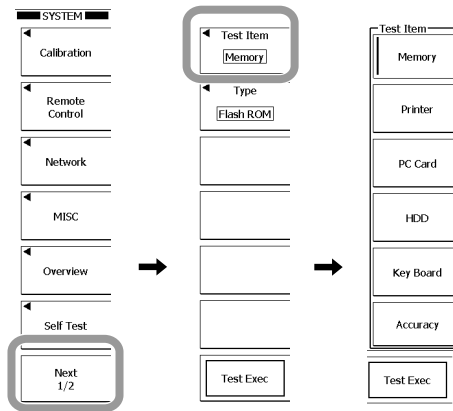 SYSTEM
Calibration
Remote
Control
Network
MISC
Overview
Self Test
Next
1/2
Test Item
Memory
Type
Flash ROM
Test Exec
Test Item
Memory
Printer
PC Card
HDD
Key Board
Accuracy
Test Exec